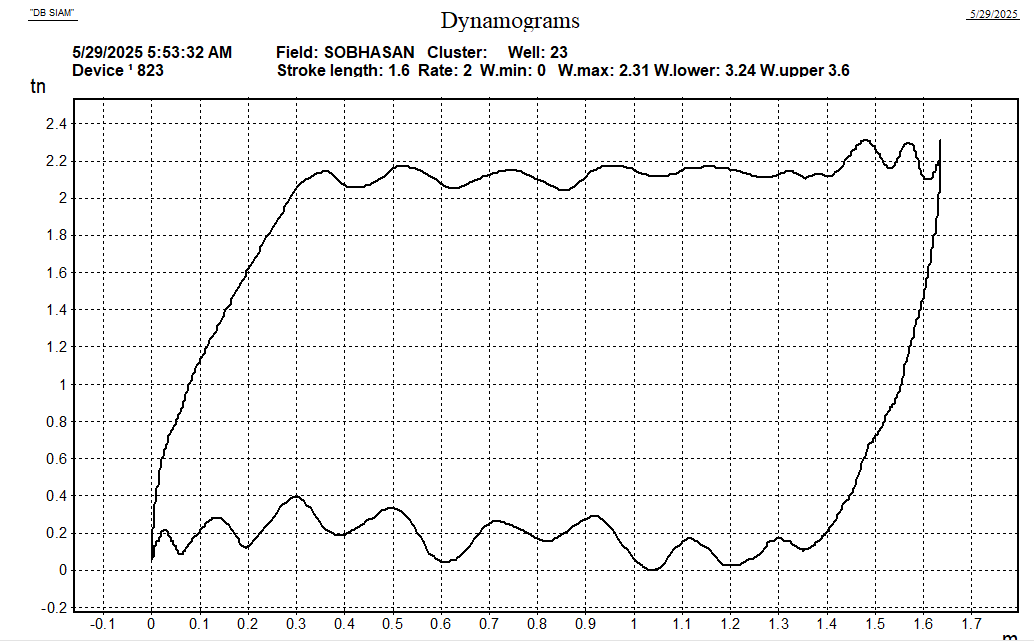 "DB SIAM"
5/29/2025
Dynamograms
5/29/2025 5:53:32 AM Field: SOBHASAN Cluster: Well: 23
Device ¹ 823 Stroke length: 1.6 Rate: 2 W.min: 0 W.max: 2.31 W.lower: 3.24 W.upper 3.6
tn
2.4
2.2
2
1.8
1.6
1.4
1.2
1
0.8
0.6
0.4
0.2
0
-0.2
-0.1 0 0.1 0.2 0.3 0.4 0.5 0.6 0.7 0.8 0.9 1 1.1 1.2 1.3 1.4 1.5 1.6 1.7
m